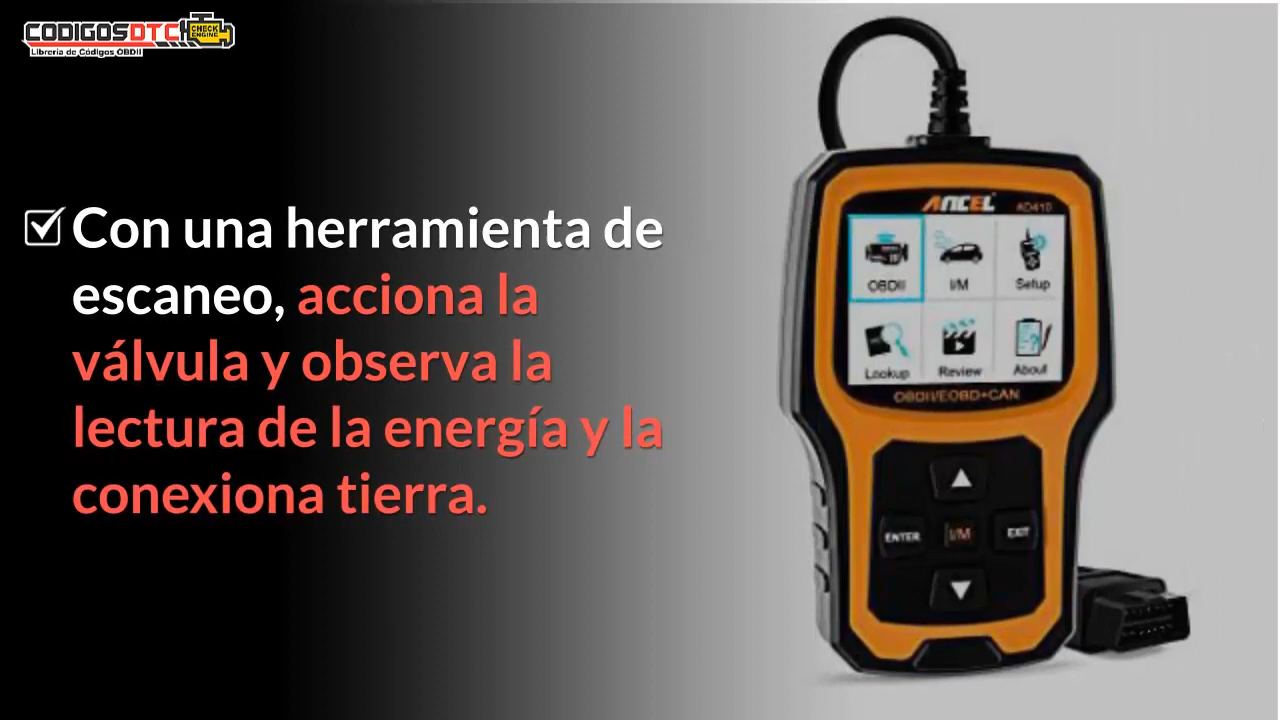 CODIGOSDTC
CHECK
ENGINE
Librería de Códigos OBDII
Con una herramienta de
escaneo, acciona la
válvula y observa la
lectura de la energía y la
conexiona tierra.
ANCEL AD410
OBDII
I/M
Setup
Lookup
Review
About
OBDII/EOBD+CAN
ENTER
I/M
EXIT